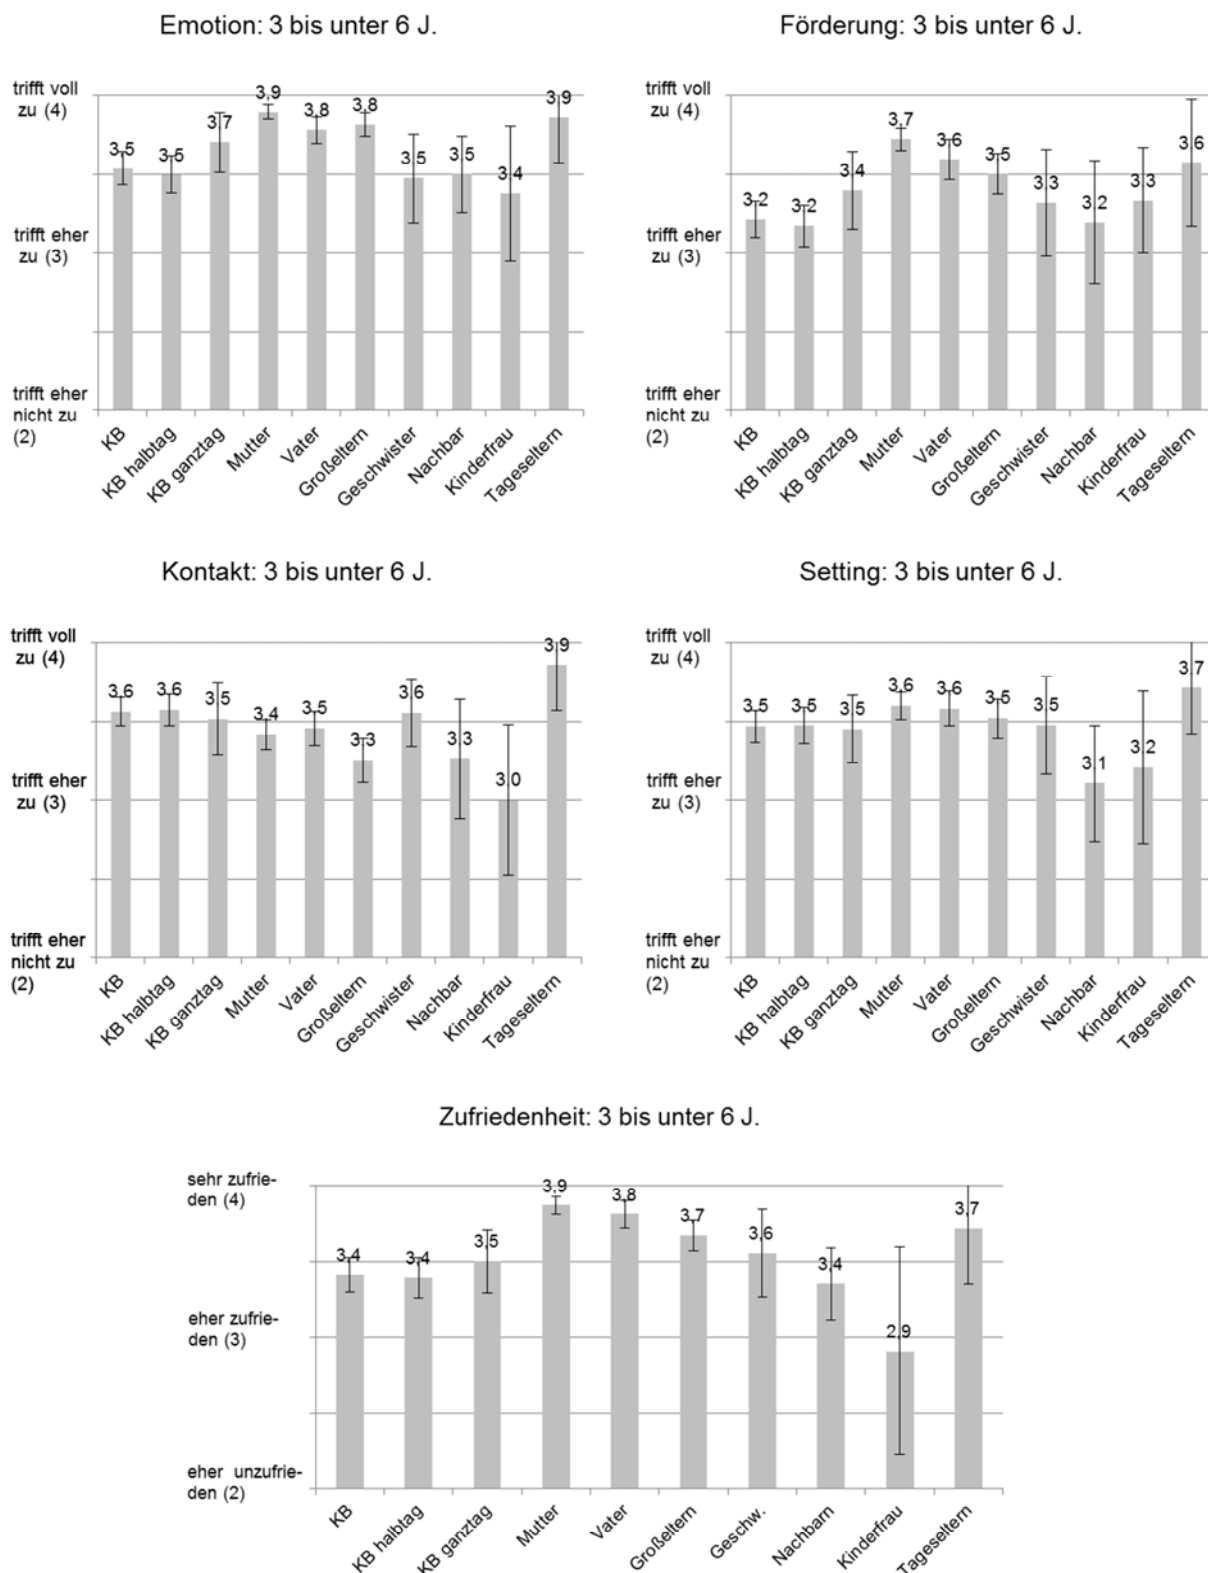 Emotion: 3 bis unter 6 J.
trifft voll
zu (4)
trifft eher
zu (3)
trifft eher
nicht zu
(2)
3,5
3,5
3,7
3,9
3,8
3,8
3,5
3,5
3,4
3,9
KB
KB halbtag
KB ganztag
Mutter
Vater
Großeltern
Geschwister
Nachbar
Kinderfrau
Tageseltern
Förderung: 3 bis unter 6 J.
trifft voll
zu (4)
trifft eher
zu (3)
trifft eher
nicht zu
(2)
3,2
3,2
3,4
3,7
3,6
3,5
3,3
3,2
3,3
3,6
KB
KB halbtag
KB ganztag
Mutter
Vater
Großeltern
Geschwister
Nachbar
Kinderfrau
Tageseltern
Kontakt: 3 bis unter 6 J.
trifft voll
zu (4)
trifft eher
zu (3)
trifft eher
nicht zu
(2)
3,6
3,6
3,5
3,4
3,5
3,3
3,6
3,3
3,0
3,9
KB
KB halbtag
KB ganztag
Mutter
Vater
Großeltern
Geschwister
Nachbar
Kinderfrau
Tageseltern
Setting: 3 bis unter 6 J.
trifft voll
zu (4)
trifft eher
zu (3)
trifft eher
nicht zu
(2)
3,5
3,5
3,5
3,6
3,6
3,5
3,5
3,1
3,2
3,7
KB
KB halbtag
KB ganztag
Mutter
Vater
Großeltern
Geschwister
Nachbar
Kinderfrau
Tageseltern
Zufriedenheit: 3 bis unter 6 J.
sehr zufrie-
den (4)
eher zufrie-
den (3)
eher unzufrie-
den (2)
3,4
3,4
3,5
3,9
3,8
3,7
3,6
3,4
2,9
3,7
KB
KB halbtag
KB ganztag
Mutter
Vater
Großeltern
Geschw.
Nachbarn
Kinderfrau
Tageseltern